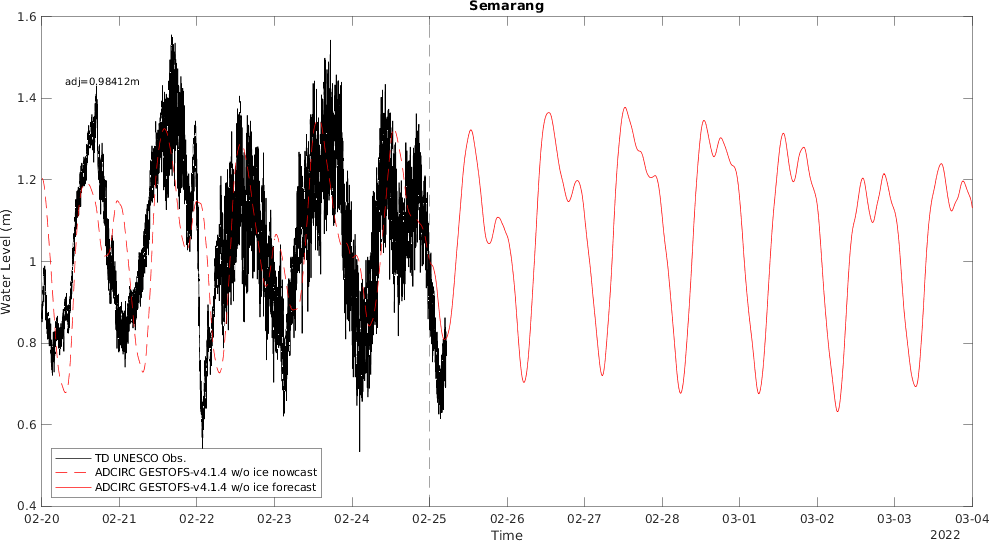 Semarang
1.6
1.4
1.2
1
0.8
0.6
0.4
Water Level (m)
adj=0.98412m
TD UNESCO Obs.
ADCIRC GESTOFS-v4.1.4 w/o ice nowcast
ADCIRC GESTOFS-v4.1.4 w/o ice forecast
02-20 02-21 02-22 02-23 02-24 02-25 02-26 02-27 02-28 03-01 03-02 03-03 03-04
Time
2022